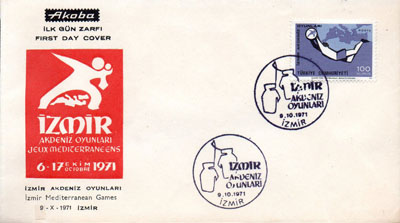 Akoba
İLK GÜN ZARFI
FIRST DAY COVER
İZMİR
AKDENİZ OYUNLARI
JEUX MEDITERRANEENS
6-17 EKİM OCTOBRE 1971
İZMİR AKDENİZ OYUNLARI
İzmir Mediterranean Games
9 - X - 1971 İZMİR
İZMİR
AKDENİZ
OYUNLARI
9.10.1971
İZMİR
OYUNLARI
TÜRKİYE CUMHURİYETİ
100
İZMİR
AKDENİZ
OYUNLARI
9.10.1971
İZMİR